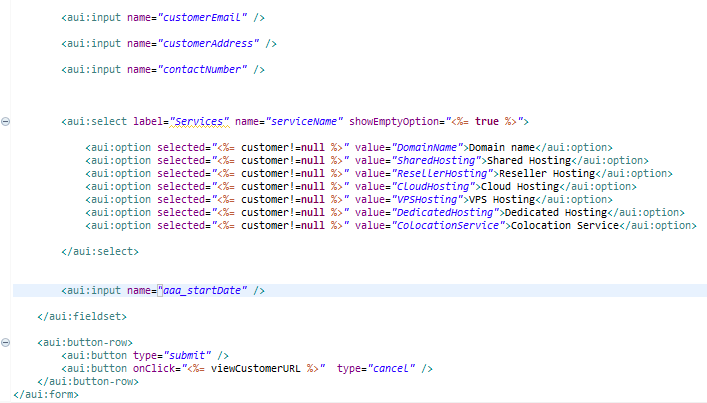 <aui:input name="customerEmail" />
<aui:input name="customerAddress" />
<aui:input name="contactNumber" />
<aui:select label="Services" name="serviceName" showEmptyOption="<%= true %>">
<aui:option selected="<%= customer!=null %>" value="DomainName">Domain name</aui:option>
<aui:option selected="<%= customer!=null %>" value="SharedHosting">Shared Hosting</aui:option>
<aui:option selected="<%= customer!=null %>" value="ResellerHosting">Reseller Hosting</aui:option>
<aui:option selected="<%= customer!=null %>" value="CloudHosting">Cloud Hosting</aui:option>
<aui:option selected="<%= customer!=null %>" value="VPSHosting">VPS Hosting</aui:option>
<aui:option selected="<%= customer!=null %>" value="DedicatedHosting">Dedicated Hosting</aui:option>
<aui:option selected="<%= customer!=null %>" value="ColocationService">Colocation Service</aui:option>
</aui:select>
<aui:input name="aaa_startDate" />
</aui:fieldset>
<aui:button-row>
<aui:button type="submit" />
<aui:button onClick="<%= viewCustomerURL %>"  type="cancel" />
</aui:button-row>
</aui:form>